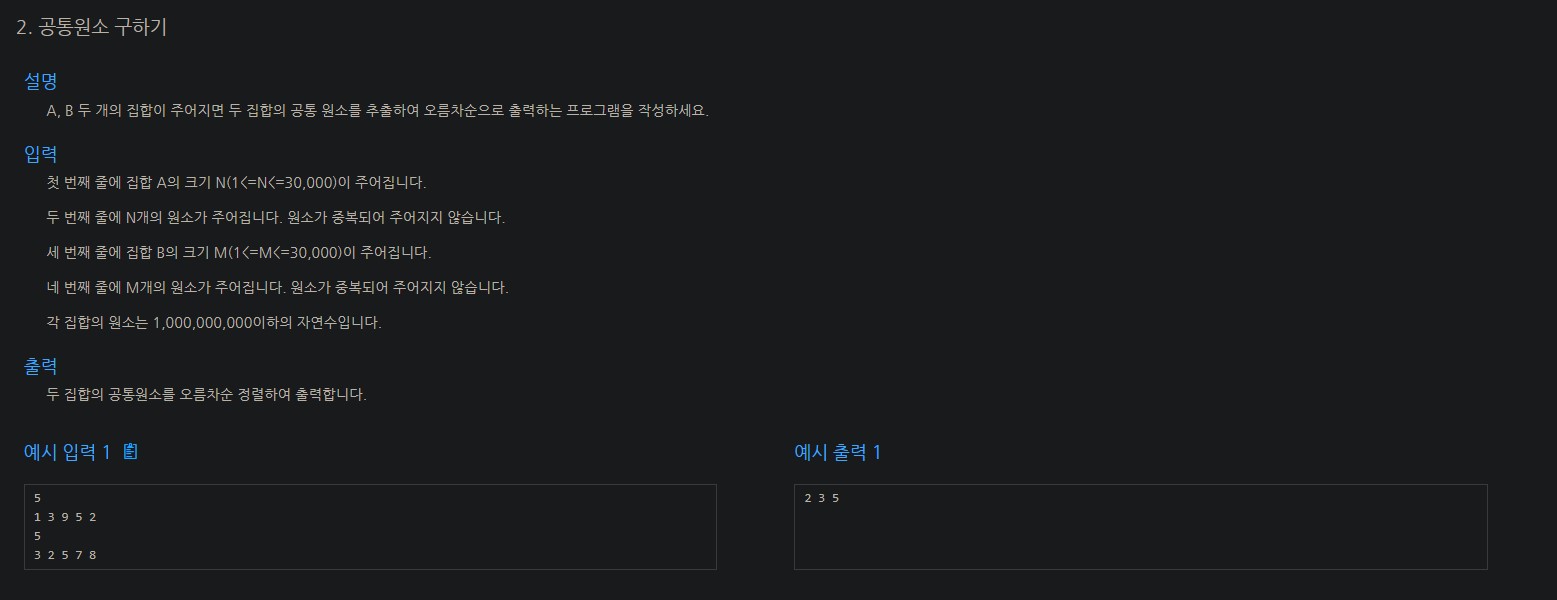 2. 공통원소 구하기
설명
A, B 두 개의 집합이 주어지면 두 집합의 공통 원소를 추출하여 오름차순으로 출력하는 프로그램을 작성하세요.
입력
첫 번째 줄에 집합 A의 크기 N(1<=N<=30,000)이 주어집니다.
두 번째 줄에 N개의 원소가 주어집니다. 원소가 중복되어 주어지지 않습니다.
세 번째 줄에 집합 B의 크기 M(1<=M<=30,000)이 주어집니다.
네 번째 줄에 M개의 원소가 주어집니다. 원소가 중복되어 주어지지 않습니다.
각 집합의 원소는 1,000,000,000이하의 자연수입니다.
출력
두 집합의 공통원소를 오름차순 정렬하여 출력합니다.
예시 입력 1
5
1 3 9 5 2
5
3 2 5 7 8
예시 출력 1
2 3 5